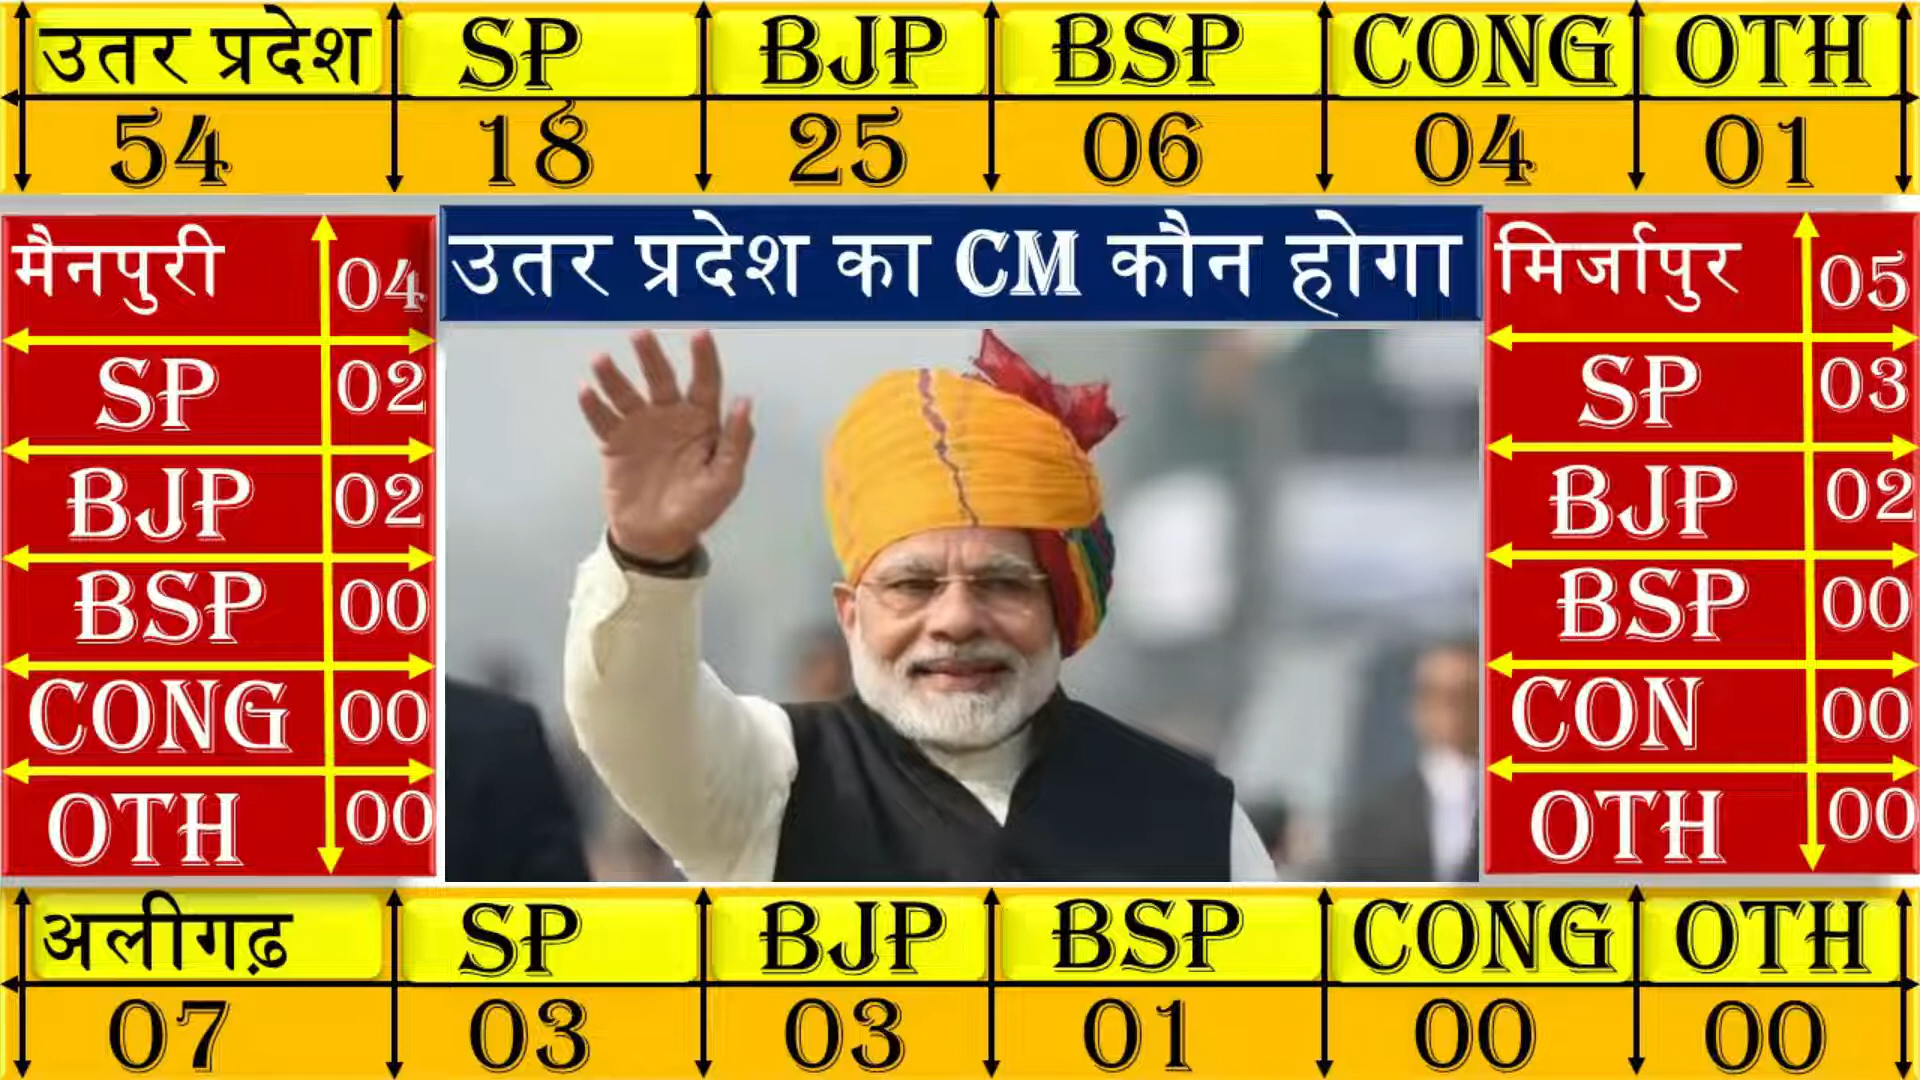 उतर प्रदेश SP BJP BSP CONG OTH
54 18 25 06 04 01
उतर प्रदेश का CM कौन होगा
मैनपुरी 04
SP 02
BJP 02
BSP 00
CONG 00
OTH 00
मिर्जापुर 05
SP 03
BJP 02
BSP 00
CON 00
OTH 00
अलीगढ़ SP BJP BSP CONG OTH
07 03 03 01 00 00